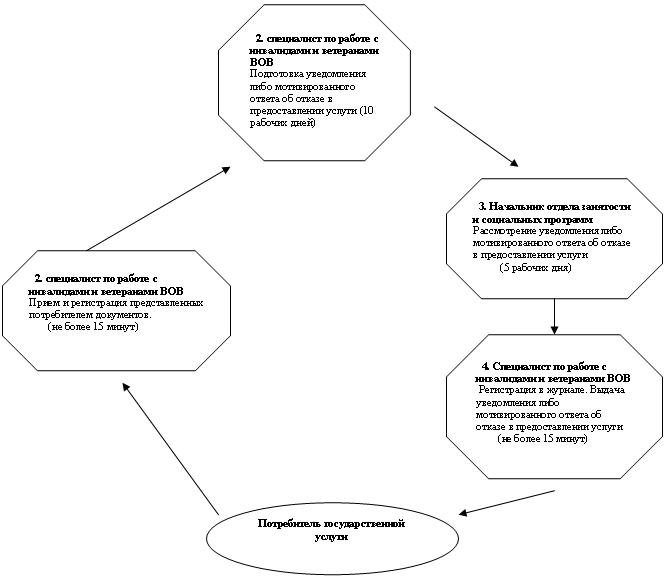 2. специалист по работе с
инвалидами и ветеранами
ВОВ
Подготовка уведомления
либо мотивированного
ответа об отказе в
предоставлении услуги (10
рабочих дней)
3. Начальник отдела занятости
и социальных программ
Рассмотрение уведомления либо
мотивированного ответа об отказе
в предоставлении услуги
(5 рабочих дня)
2. специалист по работе с
инвалидами и ветеранами ВОВ
Прием и регистрация представленных
потребителем документов.
(не более 15 минут)
4. Специалист по работе с
инвалидами и ветеранами ВОВ
Регистрация в журнале. Выдача
уведомления либо
мотивированного ответа об
отказе в предоставлении услуги
(не более 15 минут)
Потребитель государственной
услуги